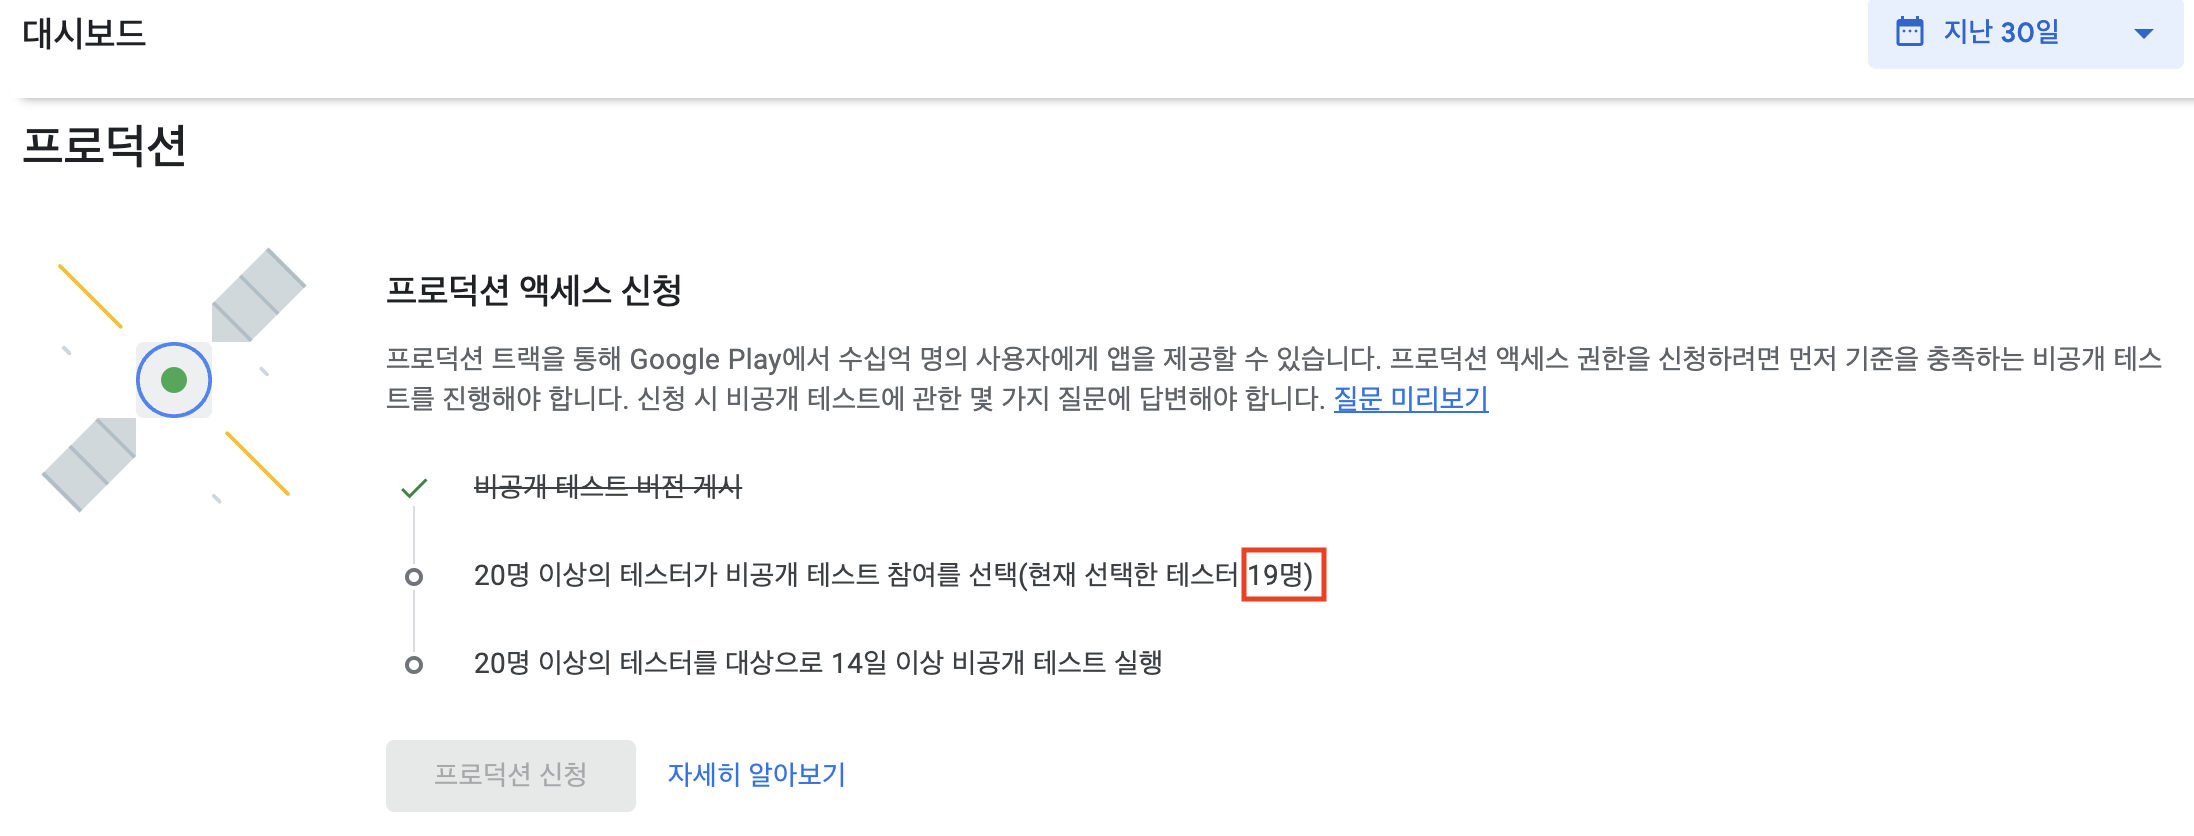 대시보드
지난 30일
프로덕션
프로덕션 액세스 신청
프로덕션 트랙을 통해 Google Play에서 수십억 명의 사용자에게 앱을 제공할 수 있습니다. 프로덕션 액세스 권한을 신청하려면 먼저 기준을 충족하는 비공개 테스
트를 진행해야 합니다. 신청 시 비공개 테스트에 관한 몇 가지 질문에 답변해야 합니다. 질문 미리보기
비공개 테스트 버전 게시
20명 이상의 테스터가 비공개 테스트 참여를 선택(현재 선택한 테스터 19명)
20명 이상의 테스터를 대상으로 14일 이상 비공개 테스트 실행
프로덕션 신청
자세히 알아보기